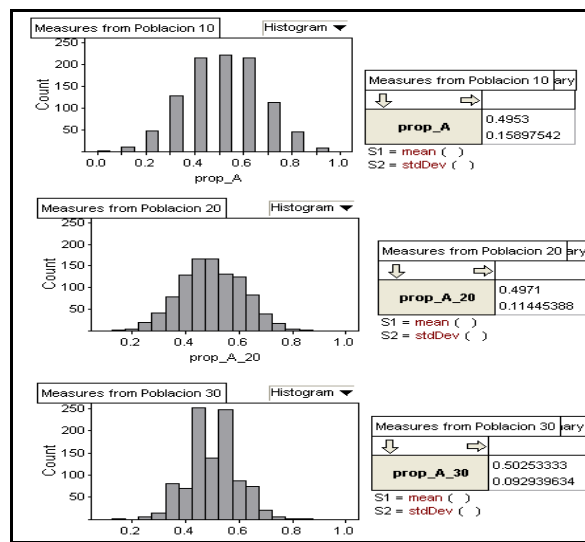 Measures from Poblacion 10
Histogram
250
200
150
100
50
Count
0.0 0.2 0.4 0.6 0.8 1.0
prop_A
Measures from Poblacion 10 ary
prop_A
0.4953
0.15897542
S1 = mean ( )
S2 = stdDev ( )
Measures from Poblacion 20
Histogram
250
200
150
100
50
Count
0.2 0.4 0.6 0.8 1.0
prop_A_20
Measures from Poblacion 20 ary
prop_A_20
0.4971
0.11445388
S1 = mean ( )
S2 = stdDev ( )
Measures from Poblacion 30
Histogram
250
200
150
100
50
Count
0.0 0.2 0.4 0.6 0.8 1.0
Measures from Poblacion 30 ary
prop_A_30
0.50253333
0.092939634
S1 = mean ( )
S2 = stdDev ( )